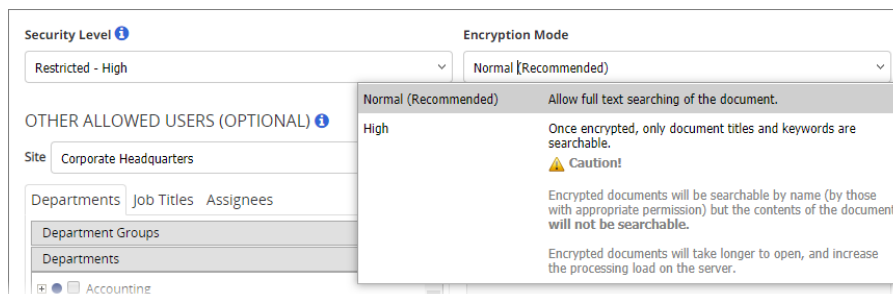 Security Level
Encryption Mode
Restricted - High
Normal (Recommended)
Normal (Recommended)
Allow full text searching of the document.
High
Once encrypted, only document titles and keywords are
searchable.
Caution!
Encrypted documents will be searchable by name (by those
with appropriate permission) but the contents of the document
will not be searchable.
Encrypted documents will take longer to open, and increase
the processing load on the server.
OTHER ALLOWED USERS (OPTIONAL)
Site
Corporate Headquarters
Departments
Job Titles
Assignees
Department Groups
Departments
Accounting